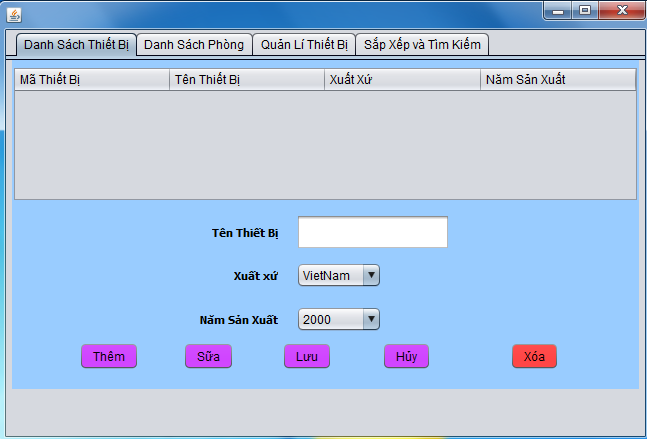 Danh Sách Thiết Bị Danh Sách Phòng Quản Lí Thiết Bị Sắp Xếp và Tìm Kiếm
Mã Thiết Bị Tên Thiết Bị Xuất Xứ Năm Sản Xuất
Tên Thiết Bị
Xuất xứ VietNam
Năm Sản Xuất 2000
Thêm Sữa Lưu Hủy Xóa